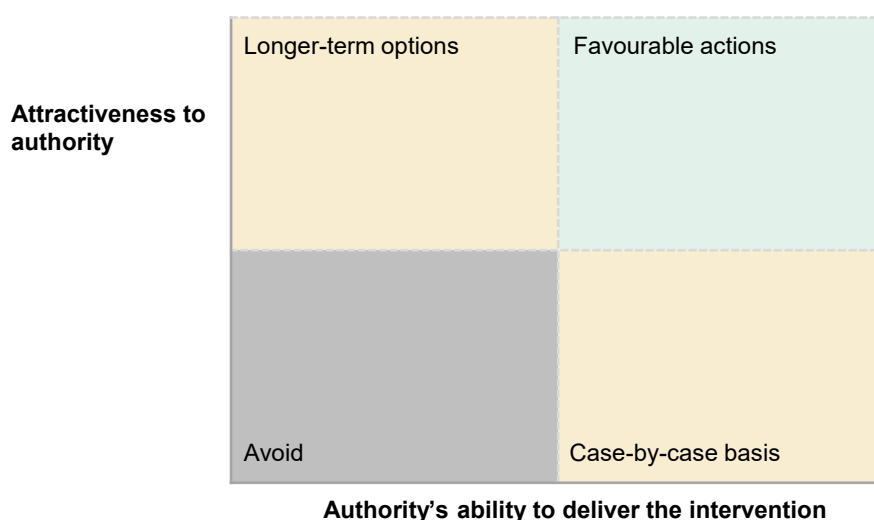 Longer-term options
Favourable actions
Attractiveness to
authority
Avoid
Case-by-case basis
Authority’s ability to deliver the intervention